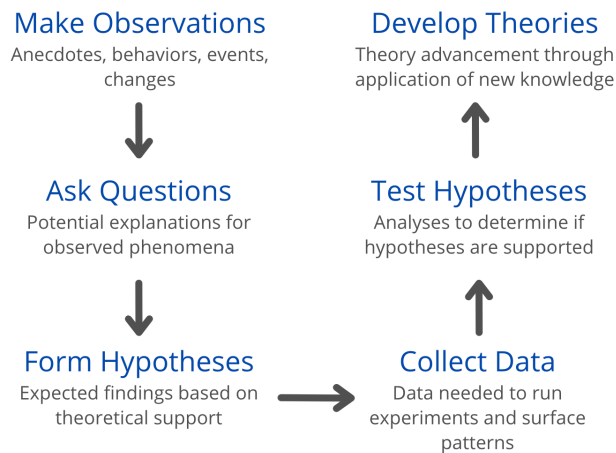 Make Observations
Anecdotes, behaviors, events,
changes
Ask Questions
Potential explanations for
observed phenomena
Form Hypotheses
Expected findings based on
theoretical support
Collect Data
Data needed to run
experiments and surface
patterns
Test Hypotheses
Analyses to determine if
hypotheses are supported
Develop Theories
Theory advancement through
application of new knowledge